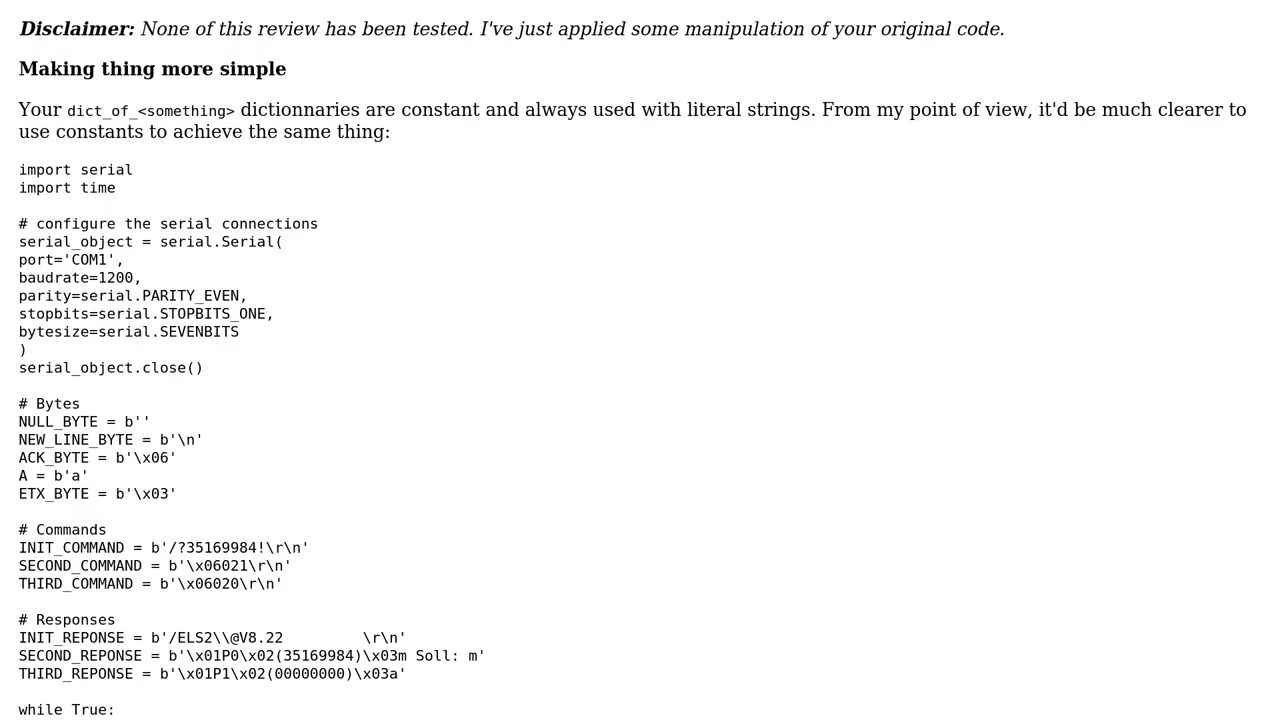 Disclaimer: None of this review has been tested. I've just applied some manipulation of your original code.
Making thing more simple
Your dict_of_<something> dictionnaries are constant and always used with literal strings. From my point of view, it'd be much clearer to
use constants to achieve the same thing:
import serial
import time
# configure the serial connections
serial_object = serial.Serial(
port='COM1',
baudrate=1200,
parity=serial.PARITY_EVEN,
stopbits=serial.STOPBITS_ONE,
bytesize=serial.SEVENBITS
)
serial_object.close()
# Bytes
NULL_BYTE = b''
NEW_LINE_BYTE = b'\n'
ACK_BYTE = b'\x06'
A = b'a'
ETX_BYTE = b'\x03'
# Commands
INIT_COMMAND = b'/?35169984!\r\n'
SECOND_COMMAND = b'\x06021\r\n'
THIRD_COMMAND = b'\x06020\r\n'
# Responses
INIT_REPONSE = b'/ELS2\\@V8.22         \r\n'
SECOND_REPONSE = b'\x01P0\x02(35169984)\x03m Soll: m'
THIRD_REPONSE = b'\x01P1\x02(00000000)\x03a'
while True: